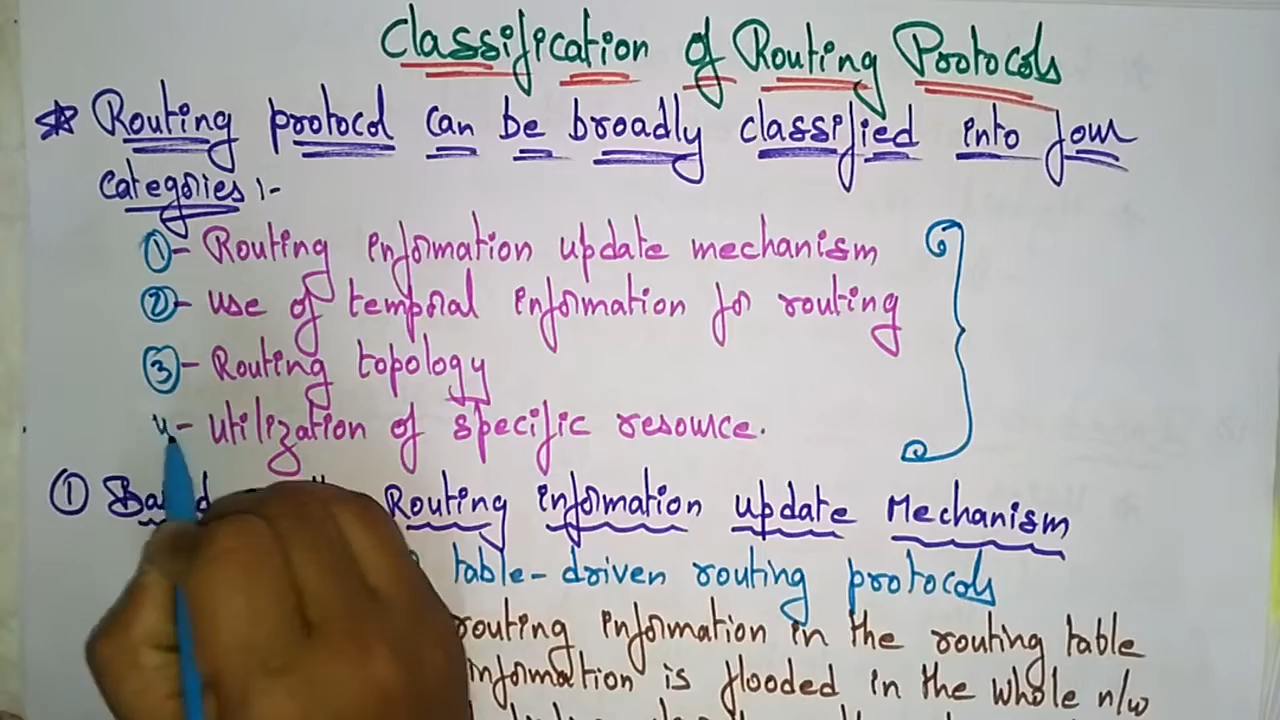 Classification of Routing Protocols
☆ Routing protocol can be broadly classified into four
categories :-
① - Routing information update mechanism
② - use of temporal information for routing
③ - Routing topology
4 - utilization of specific resource.
① Based Routing information update Mechanism
table-driven routing protocols
routing information in the routing table
information is flooded in the whole n/w